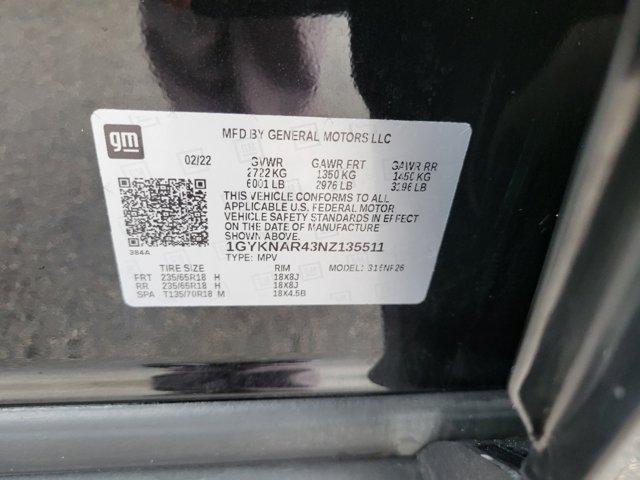 gm
MFD BY GENERAL MOTORS LLC
02/22 GVWR GAWR FRT GAWR RR
2722 KG 1350 KG 1450 KG
6001 LB 2976 LB 3196 LB
THIS VEHICLE CONFORMS TO ALL
APPLICABLE U.S. FEDERAL MOTOR
VEHICLE SAFETY STANDARDS IN EFFECT
ON THE DATE OF MANUFACTURE
SHOWN ABOVE.
1GYKNAR43NZ135511
TYPE: MPV
384A
TIRE SIZE RIM MODEL:
FRT 235/65R18 H 18X8J
RR 235/65R18 H 18X8J
SPA T135/70R18 M 18X4.5B